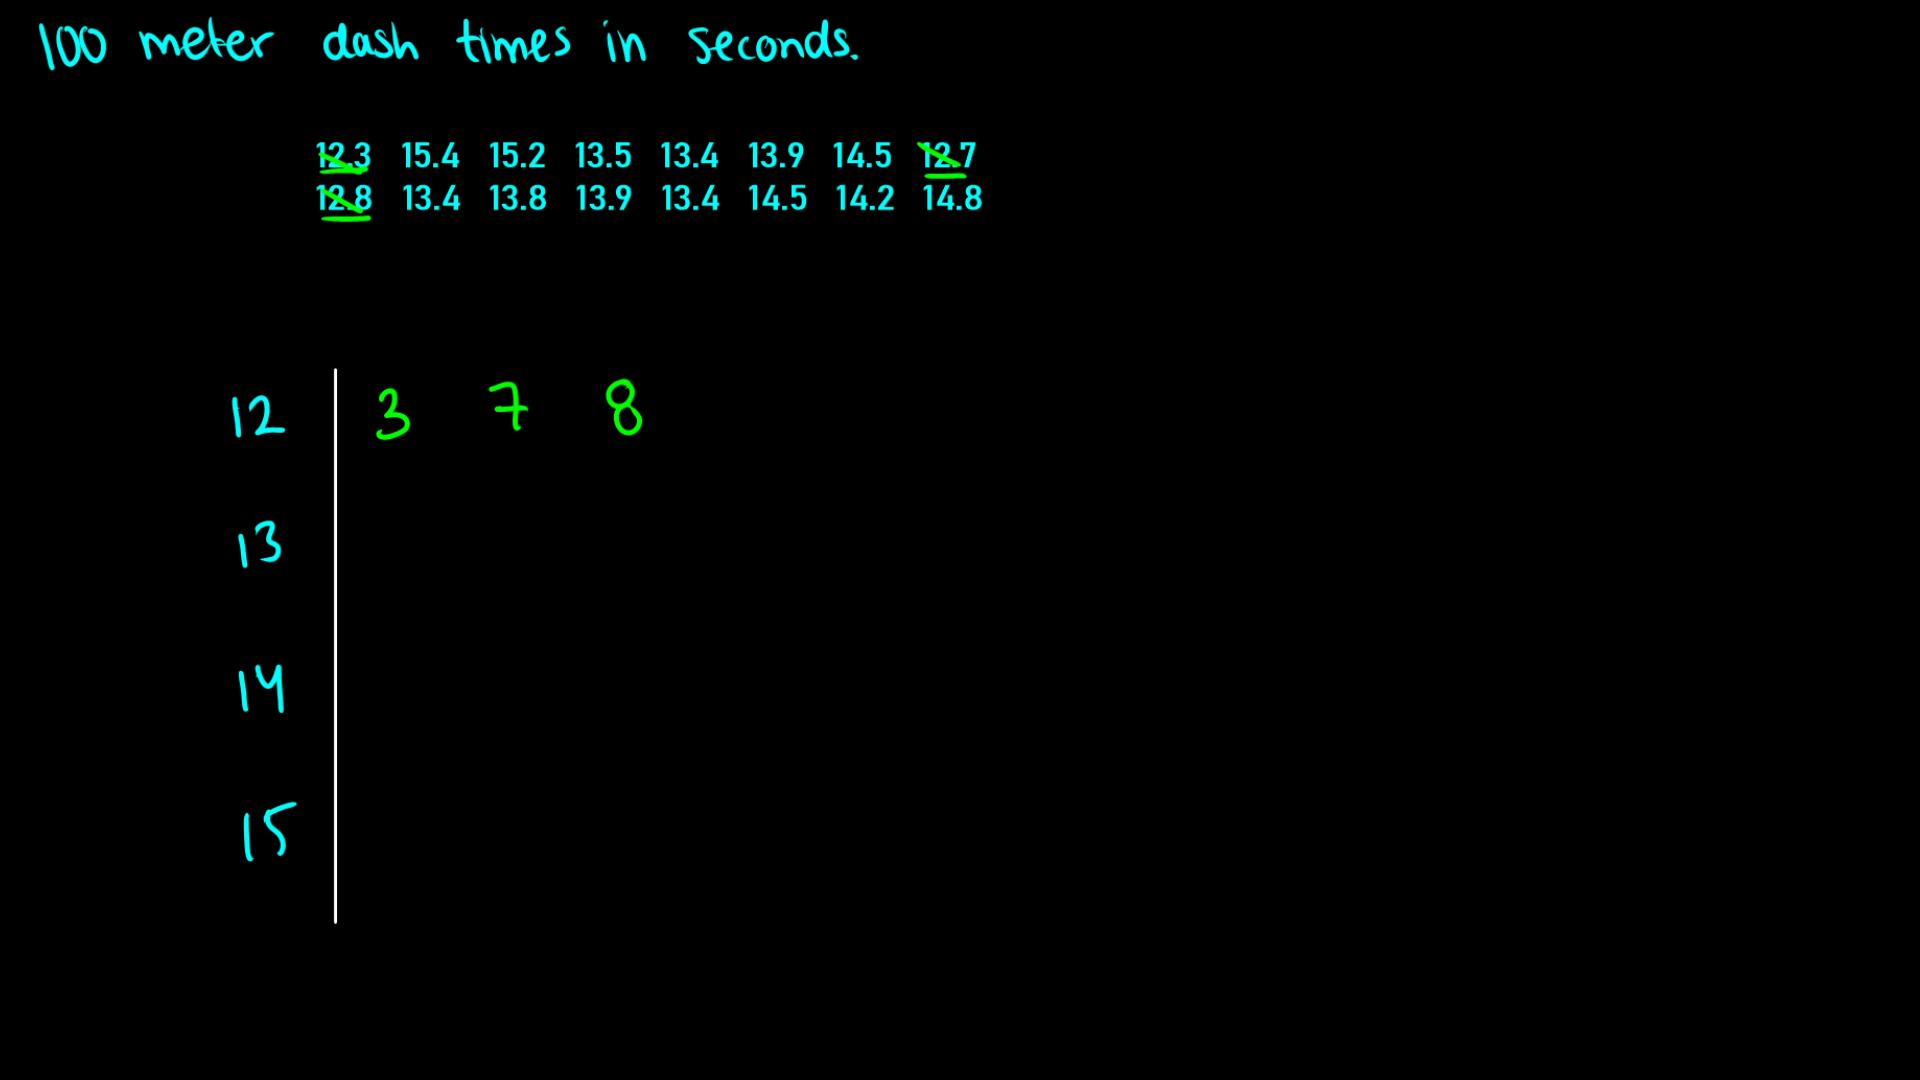 100 meter dash times in seconds.
12.3 15.4 15.2 13.5 13.4 13.9 14.5 12.7
12.8 13.4 13.8 13.9 13.4 14.5 14.2 14.8
12 3 7 8
13
14
15